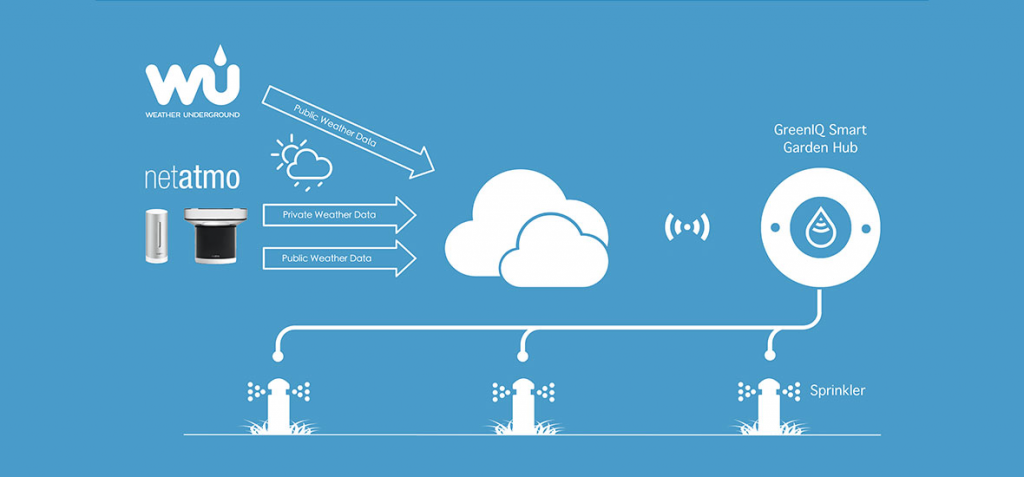 WU
WEATHER UNDERGROUND
Public Weather Data
netatmo
Private Weather Data
Public Weather Data
GreenIQ Smart
Garden Hub
Sprinkler